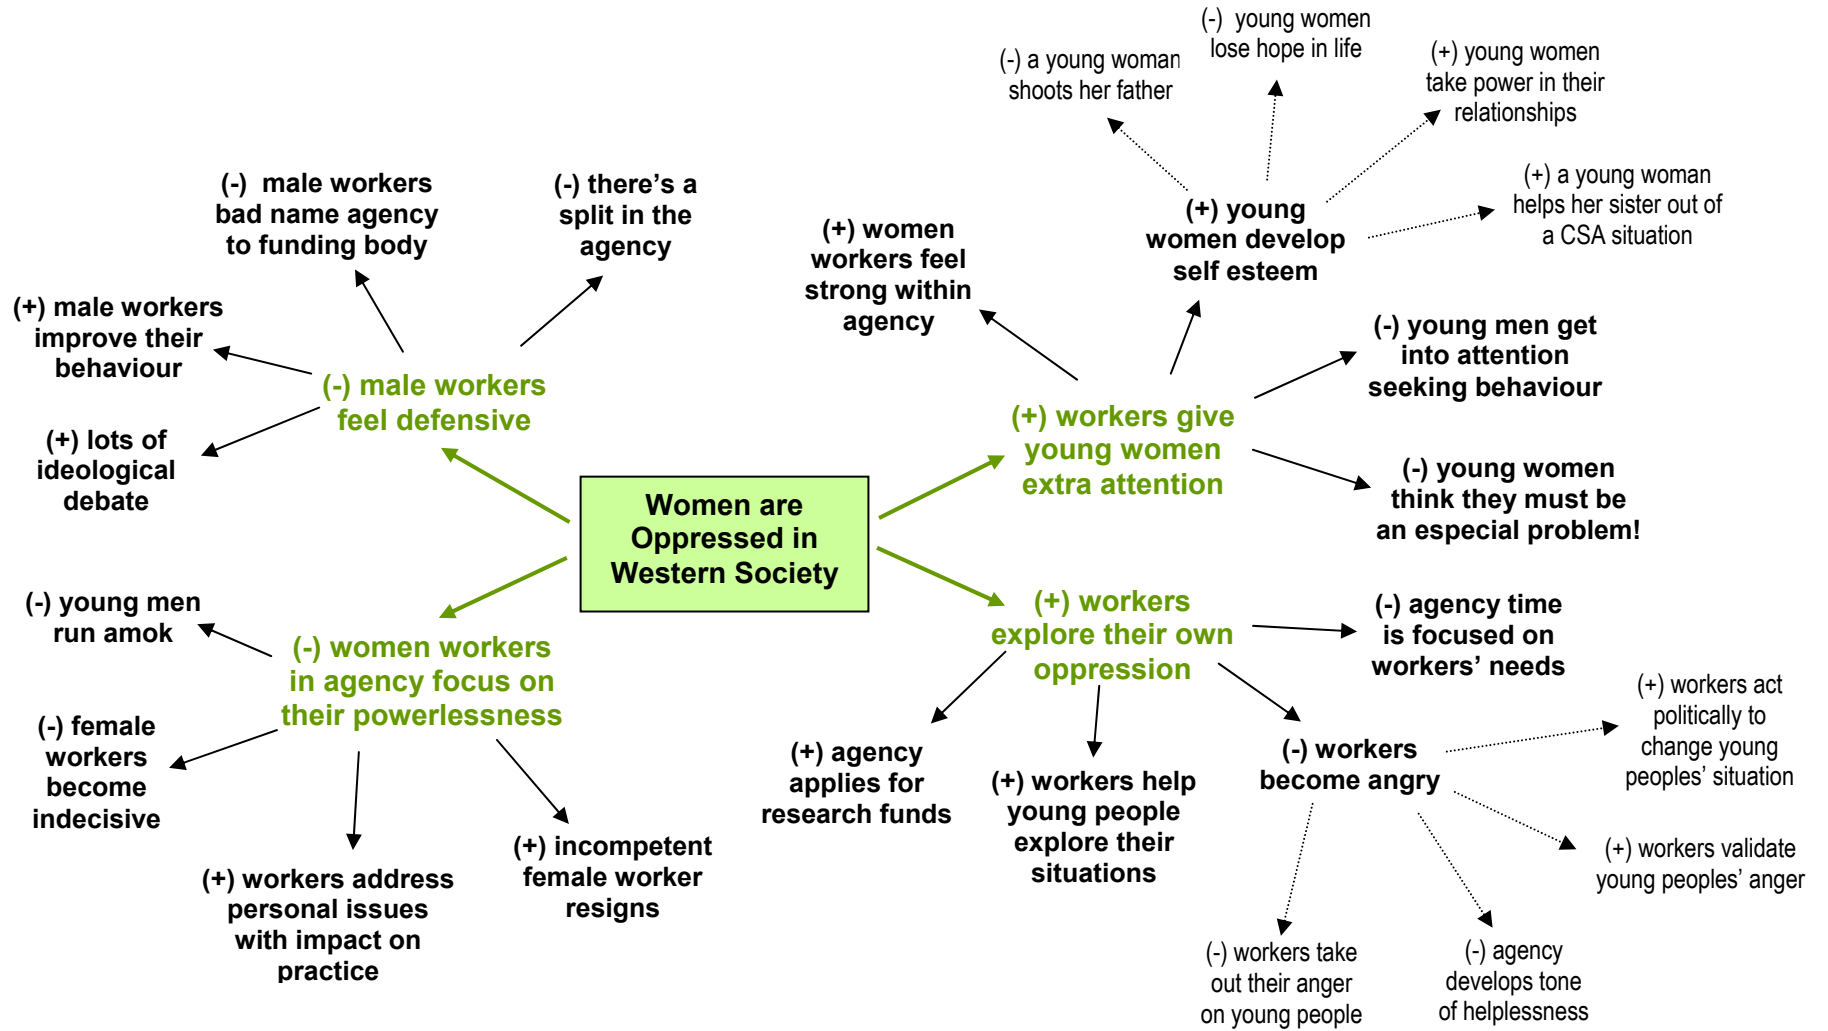 (-)  young women
lose hope in life
(-) a young woman
shoots her father
(+) young women
take power in their
relationships
(+) a young woman
helps her sister out of
a CSA situation
(-)  male workers
bad name agency
to funding body
(-) there’s a
split in the
agency
(+) women
workers feel
strong within
agency
(+) young
women develop
self esteem
(+) male workers
improve their
behaviour
(-) male workers
feel defensive
(+) workers give
young women
extra attention
(-) young men get
into attention
seeking behaviour
(+) lots of
ideological
debate
(-) young women
think they must be
an especial problem!
Women are
Oppressed in
Western Society
(-) young men
run amok
(-) women workers
in agency focus on
their powerlessness
(+) workers
explore their own
oppression
(-) agency time
is focused on
workers’ needs
(-) female
workers
become
indecisive
(+) workers address
personal issues
with impact on
practice
(+) incompetent
female worker
resigns
(+) agency
applies for
research funds
(+) workers help
young people
explore their
situations
(-) workers
become angry
(+) workers act
politically to
change young
peoples’ situation
(+) workers validate
young peoples’ anger
(-) workers take
out their anger
on young people
(-) agency
develops tone
of helplessness